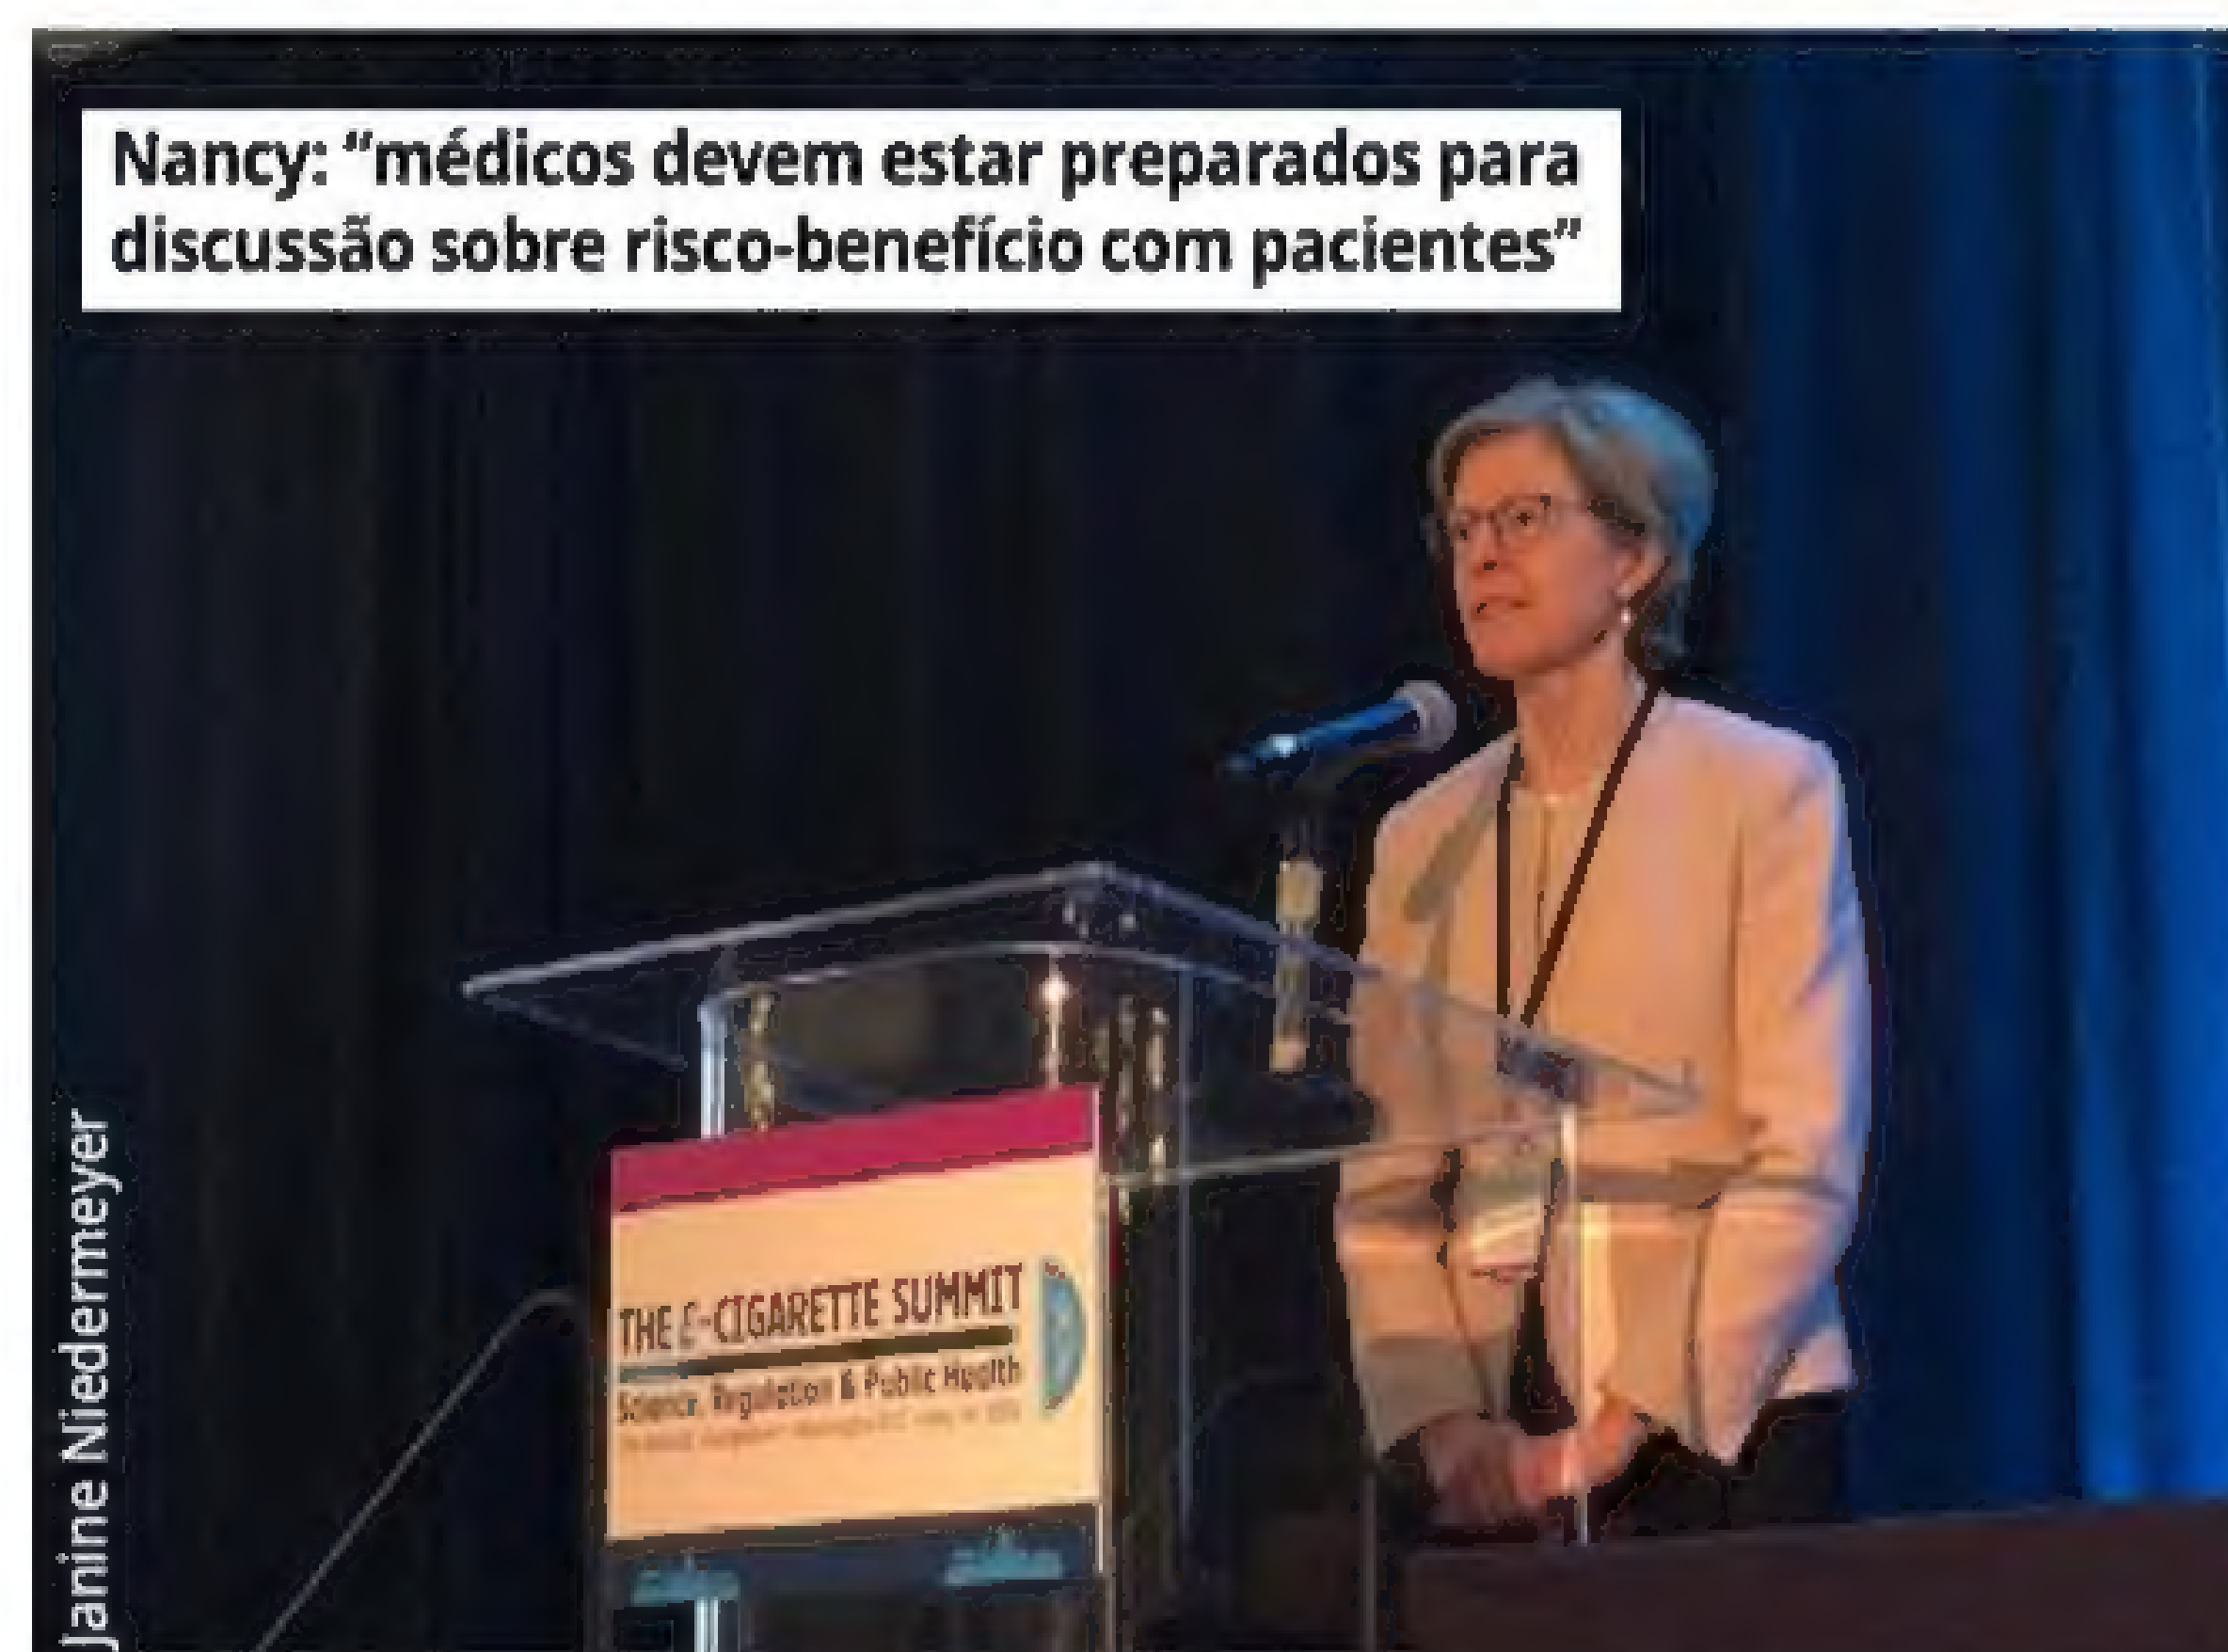 Nancy: “médicos devem estar preparados para
discussão sobre risco-benefício com pacientes”
Janine Niedermeyer
THE E-CIGARETTE SUMMIT
Science, Regulation & Public Health